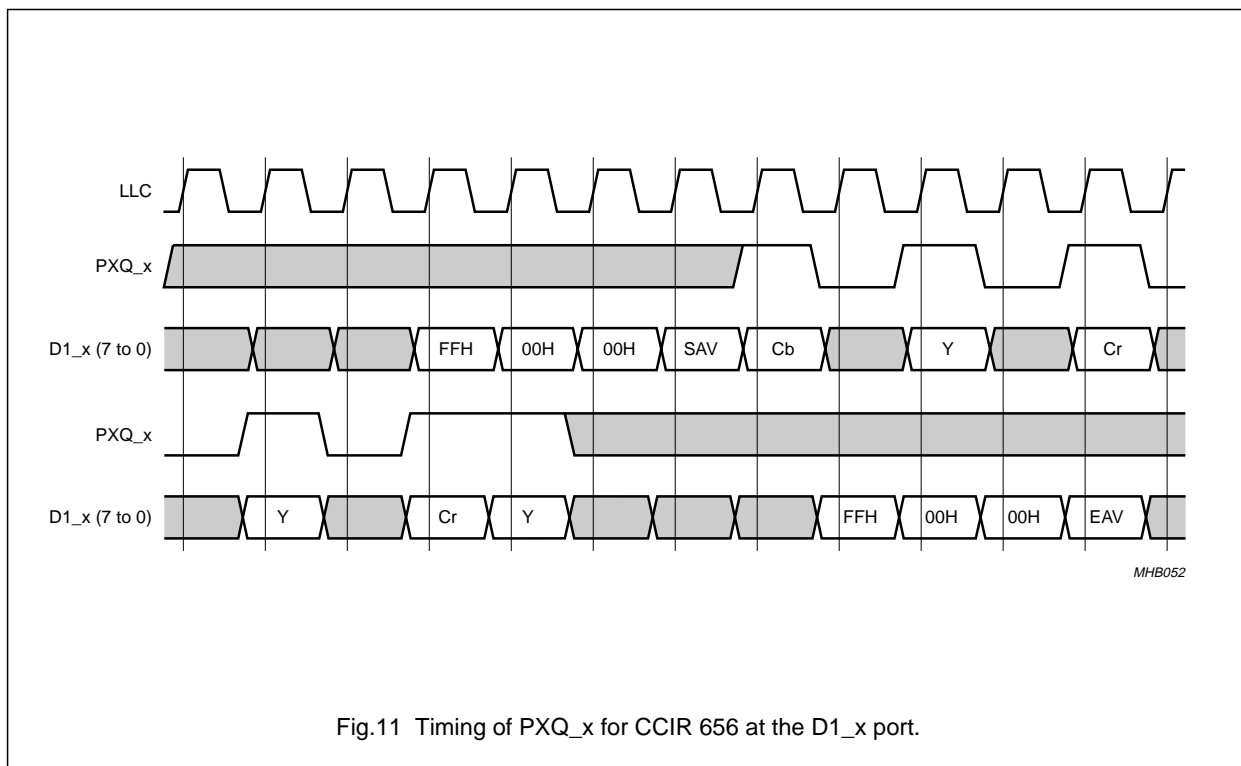 LLC
PXQ_x
D1_x (7 to 0) FFH 00H 00H SAV Cb Y Cr
PXQ_x
D1_x (7 to 0) Y Cr Y FFH 00H 00H EAV
MHB052
Fig.11 Timing of PXQ_x for CCIR 656 at the D1_x port.